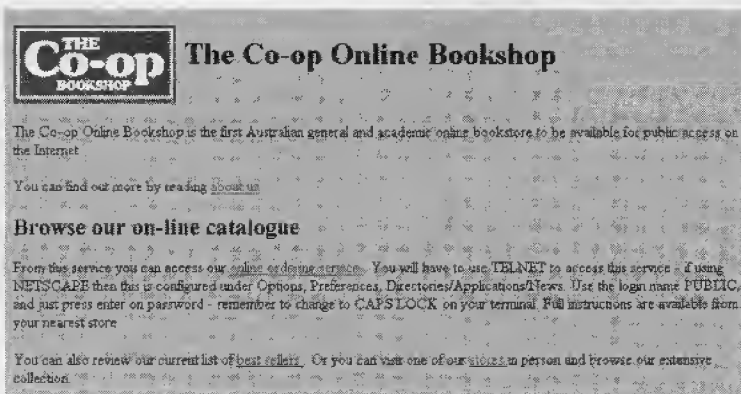 THE
Co-op
BOOKSHOP
The Co-op Online Bookshop
The Co-op Online Bookshop is the first Australian general and academic online bookstore to be available for public access on
the Internet
You can find out more by reading about us
Browse our on-line catalogue
From this service you can access our online ordering service. You will have to use TELNET to access this service - if using
NETSCAPE then this is configured under Options, Preferences, Directories/Applications/News. Use the login name PUBLIC,
and just press enter on password - remember to change to CAPS LOCK on your terminal. Full instructions are available from
your nearest store
You can also review our current list of best sellers. Or you can visit one of our stores in person and browse our extensive
collection.